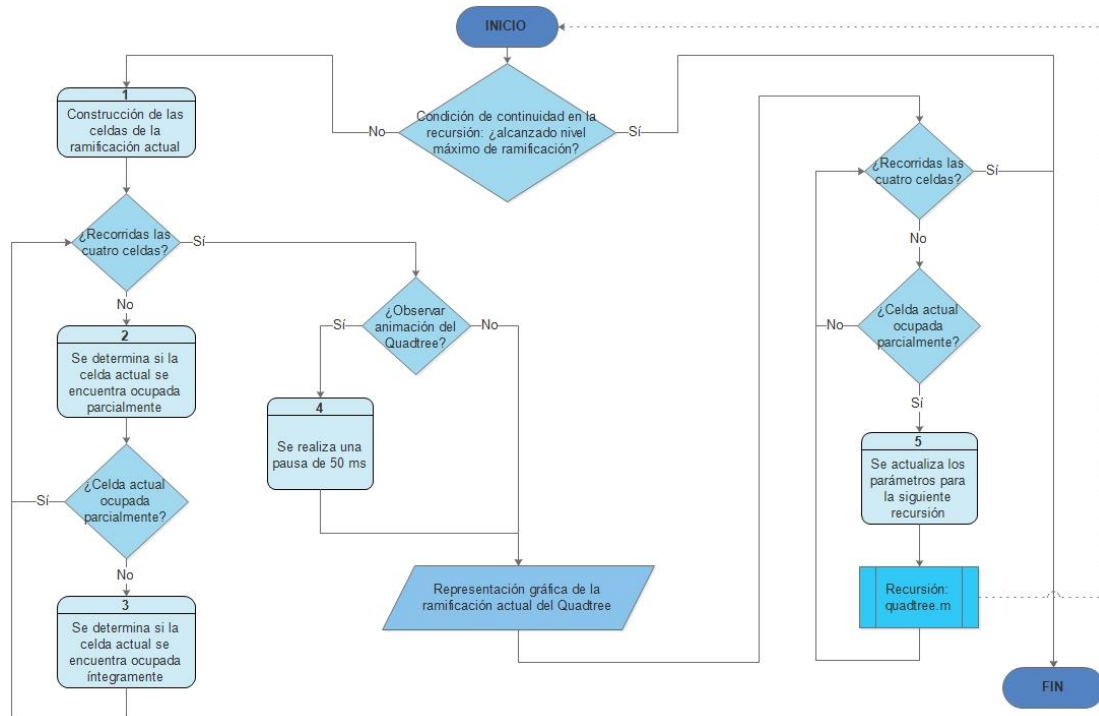 INICIO
Condición de continuidad en la
recursión: ¿alcanzado nivel
máximo de ramificación?
No
Sí
1
Construcción de las
celdas de la
ramificación actual
¿Recorridas las
cuatro celdas?
Sí
No
2
Se determina si la
celda actual se
encuentra ocupada
parcialmente
¿Celda actual
ocupada
parcialmente?
Sí
No
3
Se determina si la
celda actual se
encuentra ocupada
íntegramente
¿Observar
animación del
Quadtree?
Sí
No
4
Se realiza una
pausa de 50 ms
Representación gráfica de la
ramificación actual del Quadtree
¿Recorridas las
cuatro celdas?
Sí
No
¿Celda actual
ocupada
parcialmente?
No
Sí
5
Se actualiza los
parámetros para
la siguiente
recursión
Recursión:
quadtree.m
FIN